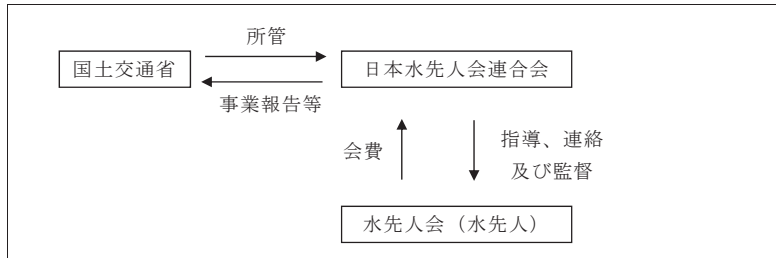 所管
国土交通省
日本水先人会連合会
事業報告等
会費
指導、連絡
及び監督
水先人会（水先人）